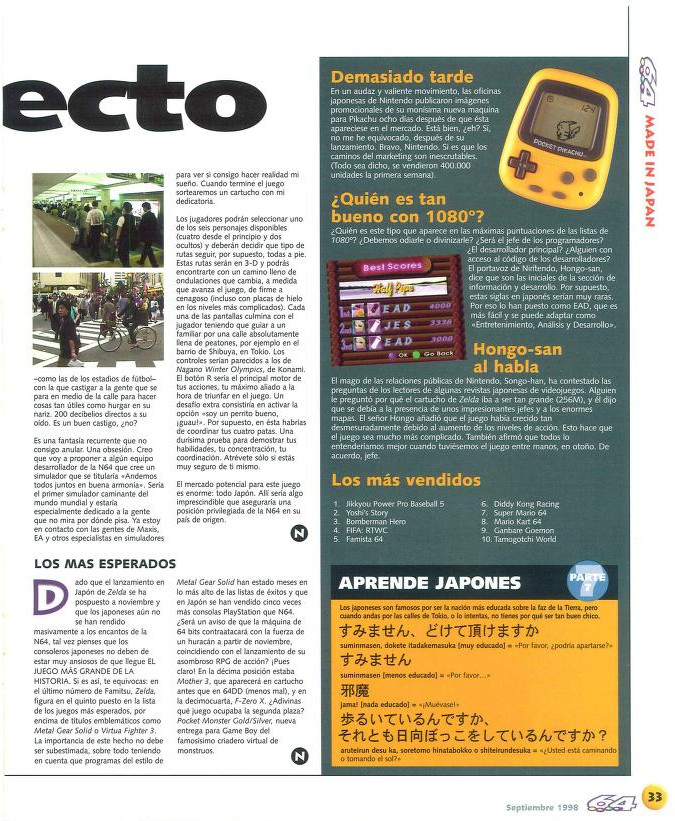 ecto
–como las de los estadios de fútbol–
con la que castigar a la gente que se
para en medio de la calle para hacer
cosas tan útiles como hurgar en su
nariz. 200 decibelios directos a su
oído. Es un buen castigo, ¿no?
Es una fantasía recurrente que no
consigo anular. Una obsesión. Creo
que voy a proponer a algún equipo
desarrollador de la N64 que cree un
simulador que se titularía «Andemos
todos juntos en buena armonía». Sería
el primer simulador caminante del
mundo mundial y estaría
especialmente dedicado a la gente
que no mira por dónde pisa. Ya estoy
en contacto con las gentes de Maxis,
EA y otros especialistas en simuladores
para ver si consigo hacer realidad mi
sueño. Cuando termine el juego
sortearemos un cartucho con mi
dedicatoria.
Los jugadores podrán seleccionar uno
de los seis personajes disponibles
(cuatro desde el principio y dos
ocultos) y deberán decidir que tipo de
rutas seguir, por supuesto, todas a pie.
Estas rutas serán en 3-D y podrás
encontrarte con un camino lleno de
ondulaciones que cambia, a medida
que avanza el juego, de firme a
cenagoso (incluso con placas de hielo
en los niveles más complicados). Cada
una de las pantallas culmina con el
jugador teniendo que guiar a un
familiar por una calle absolutamente
llena de peatones, por ejemplo en el
barrio de Shibuya, en Tokio. Los
controles serían parecidos a los de
Nagano Winter Olympics, de Konami.
El botón R sería el principal motor de
tus acciones, tu máximo aliado a la
hora de triunfar en el juego. Un
desafío extra consistiría en activar la
opción «soy un perrito bueno,
¡guau!». Por supuesto, en ésta habrías
de coordinar tus cuatro patas. Una
durísima prueba para demostrar tus
habilidades, tu concentración, tu
coordinación. Atrévete sólo si estás
muy seguro de ti mismo.
El mercado potencial para este juego
es enorme: todo Japón. Allí sería algo
imprescindible que aseguraría una
posición privilegiada de la N64 en su
país de origen.
N
LOS MAS ESPERADOS
Dado que el lanzamiento en
Japón de Zelda se ha
pospuesto a noviembre y
que los japoneses aún no
se han rendido
masivamente a los encantos de la
N64, tal vez pienses que los
consoleros japoneses no deben de
estar muy ansiosos de que llegue EL
JUEGO MÁS GRANDE DE LA
HISTORIA. Si es así, te equivocas: en
el último número de Famitsu, Zelda,
figura en el quinto puesto en la lista
de los juegos más esperados, por
encima de títulos emblemáticos como
Metal Gear Solid o Virtua Fighter 3.
La importancia de este hecho no debe
ser subestimada, sobre todo teniendo
en cuenta que programas del estilo de
Metal Gear Solid han estado meses en
lo más alto de las listas de éxitos y que
en Japón se han vendido cinco veces
más consolas PlayStation que N64.
¿Será un aviso de que la máquina de
64 bits contraatacará con la fuerza de
un huracán a partir de noviembre,
coincidiendo con el lanzamiento de su
asombroso RPG de acción? ¡Pues
claro! En la décima posición estaba
Mother 3, que aparecerá en cartucho
antes que en 64DD (menos mal), y en
la decimocuarta, F-Zero X. ¿Adivinas
qué juego ocupaba la segunda plaza?
Pocket Monster Gold/Silver, nueva
entrega para Game Boy del
famosísimo criadero virtual de
monstruos.
N
Demasiado tarde
En un audaz y valiente movimiento, las oficinas
japonesas de Nintendo publicaron imágenes
promocionales de su monísima nueva maquina
para Pikachu ocho días después de que ésta
apareciese en el mercado. Está bien, ¿eh? Sí,
no me he equivocado, después de su
lanzamiento. Bravo, Nintendo. Si es que los
caminos del marketing son inescrutables.
(Todo sea dicho, se vendieron 400.000
unidades la primera semana).
POCKET PIKACHU
¿Quién es tan
bueno con 1080°?
¿Quién es este tipo que aparece en las máximas puntuaciones de las listas de
1080°? ¿Debemos odiarle o divinizarle? ¿Será el jefe de los programadores?
¿El desarrollador principal? ¿Alguien con
acceso al código de los desarrolladores?
El portavoz de Nintendo, Hongo-san,
dice que son las iniciales de la sección de
información y desarrollo. Por supuesto,
estas siglas en japonés serían muy raras.
Por eso lo han puesto como EAD, que es
más fácil y se puede adaptar como
«Entretenimiento, Análisis y Desarrollo».
Best Scores
Half Pipe
1st EAD 4000
2nd JES
3rd EAD 3000
OK Go Back
Hongo-san
al habla
El mago de las relaciones públicas de Nintendo, Songo-han, ha contestado las
preguntas de los lectores de algunas revistas japonesas de videojuegos. Alguien
le preguntó por qué el cartucho de Zelda iba a ser tan grande (256M), y él dijo
que se debía a la presencia de unos impresionantes jefes y a los enormes
mapas. El señor Hongo añadió que el juego había crecido tan
desmesuradamente debido al aumento de los niveles de acción. Esto hace que
el juego sea mucho más complicado. También afirmó que todos lo
entenderíamos mejor cuando tuviésemos el juego entre manos, en otoño. De
acuerdo, jefe.
Los más vendidos
1. Jikkyou Power Pro Baseball 5
2. Yoshi's Story
3. Bomberman Hero
4. FIFA: RTWC
5. Famista 64
6. Diddy Kong Racing
7. Super Mario 64
8. Mario Kart 64
9. Ganbare Goemon
10. Tamogotchi World
APRENDE JAPONES
PARTE
7
Los japoneses son famosos por ser la nación más educada sobre la faz de la Tierra, pero
cuando andas por las calles de Tokio, o lo intentas, no tienes por qué ser tan buen chico.
すみません、どけて頂けますか
suminmasen, dokete itadakemasuka [muy educado] = «Por favor, ¿podría apartarse?»
すみません
suminmasen [menos educado] = «Por favor...»
邪魔
jama! [nada educado] = «¡Muévase!»
歩るいているんですか、
それとも日向ぼっこをしているんですか？
aruteirun desu ka, soretomo hinatabokko o shiteirundesuka = «¿Usted está caminando
o tomando el sol?»
64 MADE IN JAPAN
Septiembre 1998 64 33